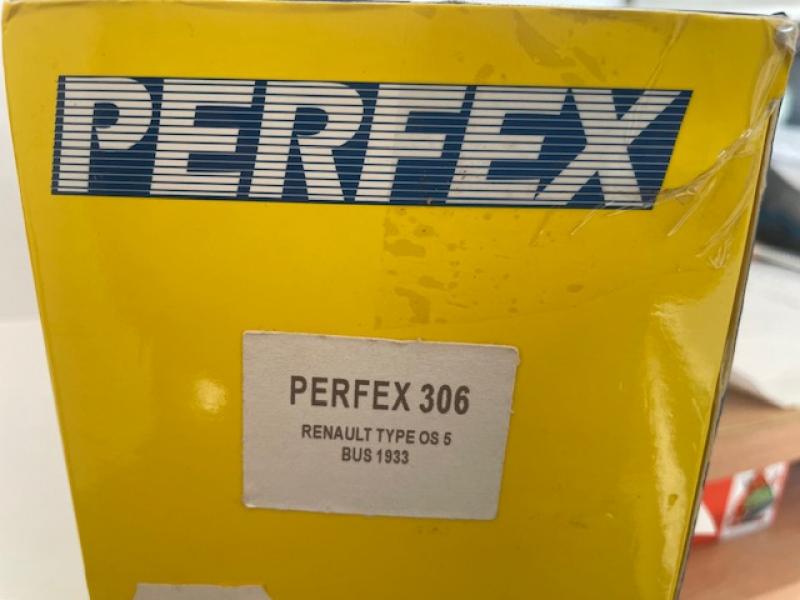 PERFEX
PERFEX 306
RENAULT TYPE OS 5
BUS 1933